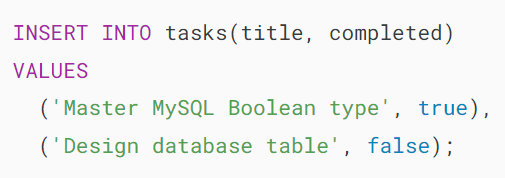 INSERT INTO tasks(title, completed)
VALUES
('Master MySQL Boolean type', true),
('Design database table', false);